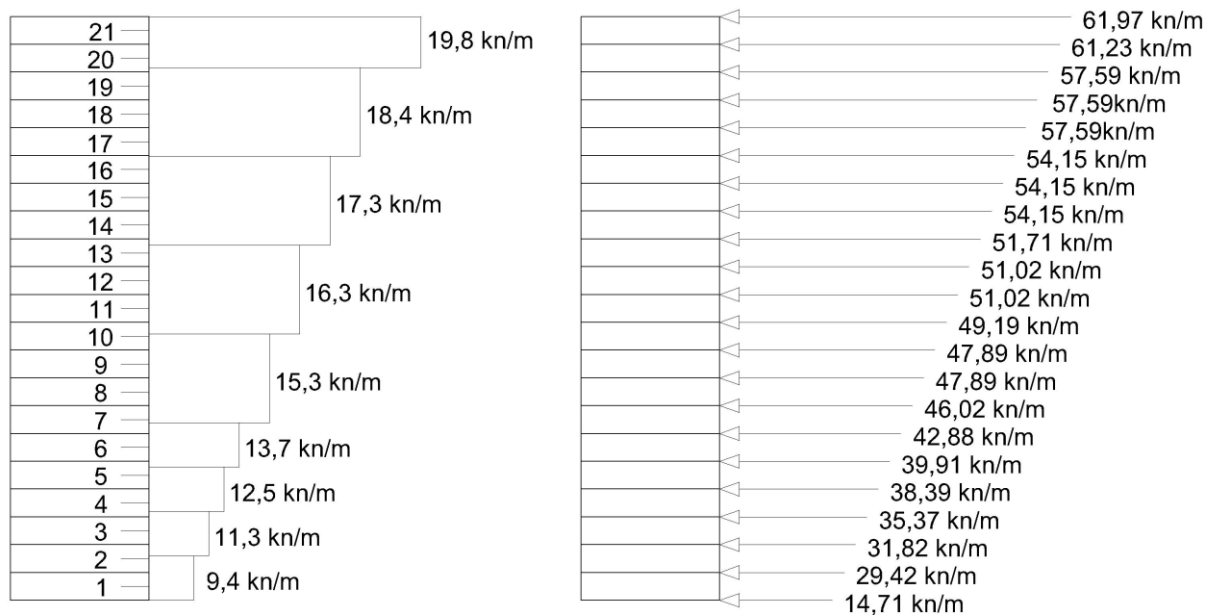 21
20
19,8 kn/m
19
18
17
18,4 kn/m
16
15
14
17,3 kn/m
13
12
11
16,3 kn/m
10
9
8
7
15,3 kn/m
6
13,7 kn/m
5
4
12,5 kn/m
3
11,3 kn/m
2
1
9,4 kn/m
61,97 kn/m
61,23 kn/m
57,59 kn/m
57,59kn/m
57,59kn/m
54,15 kn/m
54,15 kn/m
54,15 kn/m
51,71 kn/m
51,02 kn/m
51,02 kn/m
49,19 kn/m
47,89 kn/m
47,89 kn/m
46,02 kn/m
42,88 kn/m
39,91 kn/m
38,39 kn/m
35,37 kn/m
31,82 kn/m
29,42 kn/m
14,71 kn/m